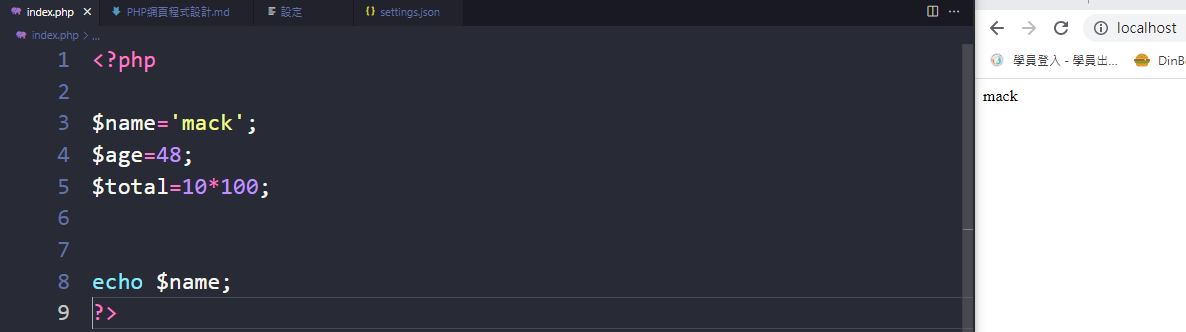 index.php
PHP網頁程式設計.md
設定
settings.json
index.php > ...
1 <?php
2
3 $name='mack';
4 $age=48;
5 $total=10*100;
6
7
8 echo $name;
9 ?>
localhost
學員登入 - 學員出...
mack